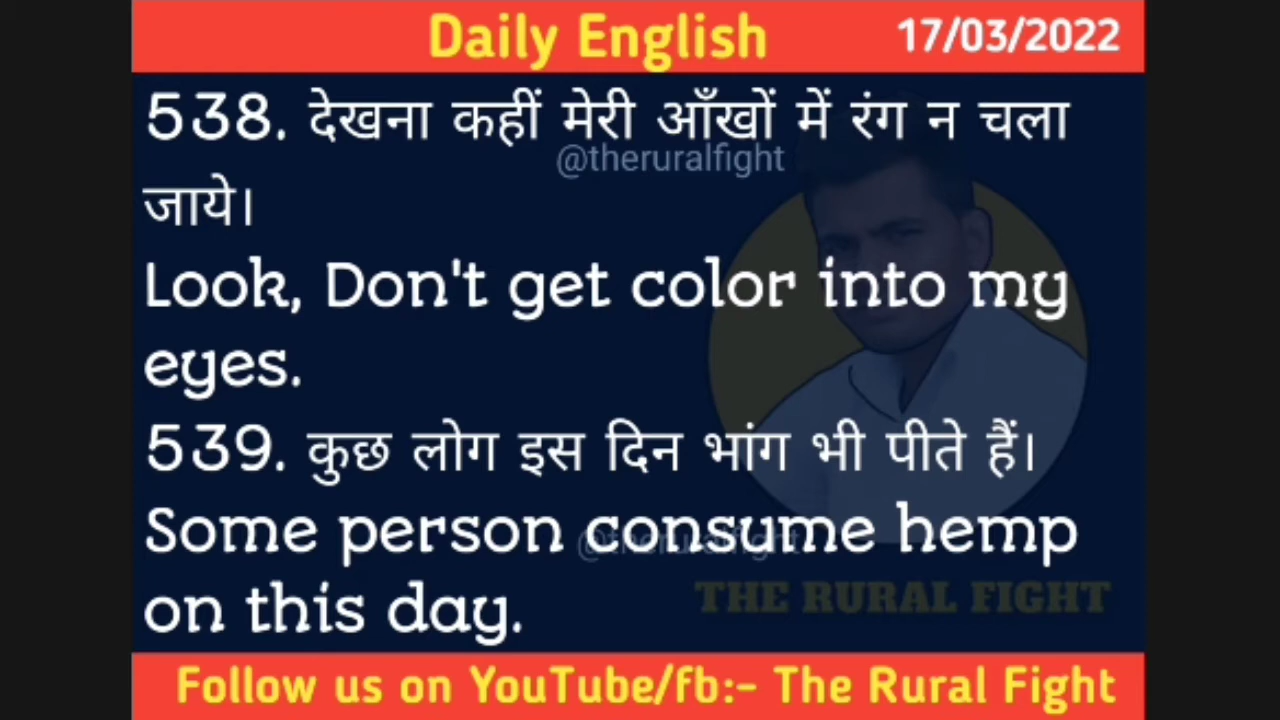 Daily English 17/03/2022
538. देखना कहीं मेरी आँखों में रंग न चला
@theruralfight
जाये।
Look, Don't get color into my
eyes.
539. कुछ लोग इस दिन भांग भी पीते हैं।
Some person consume hemp
@theruralfight
on this day.
THE RURAL FIGHT
Follow us on YouTube/fb:- The Rural Fight